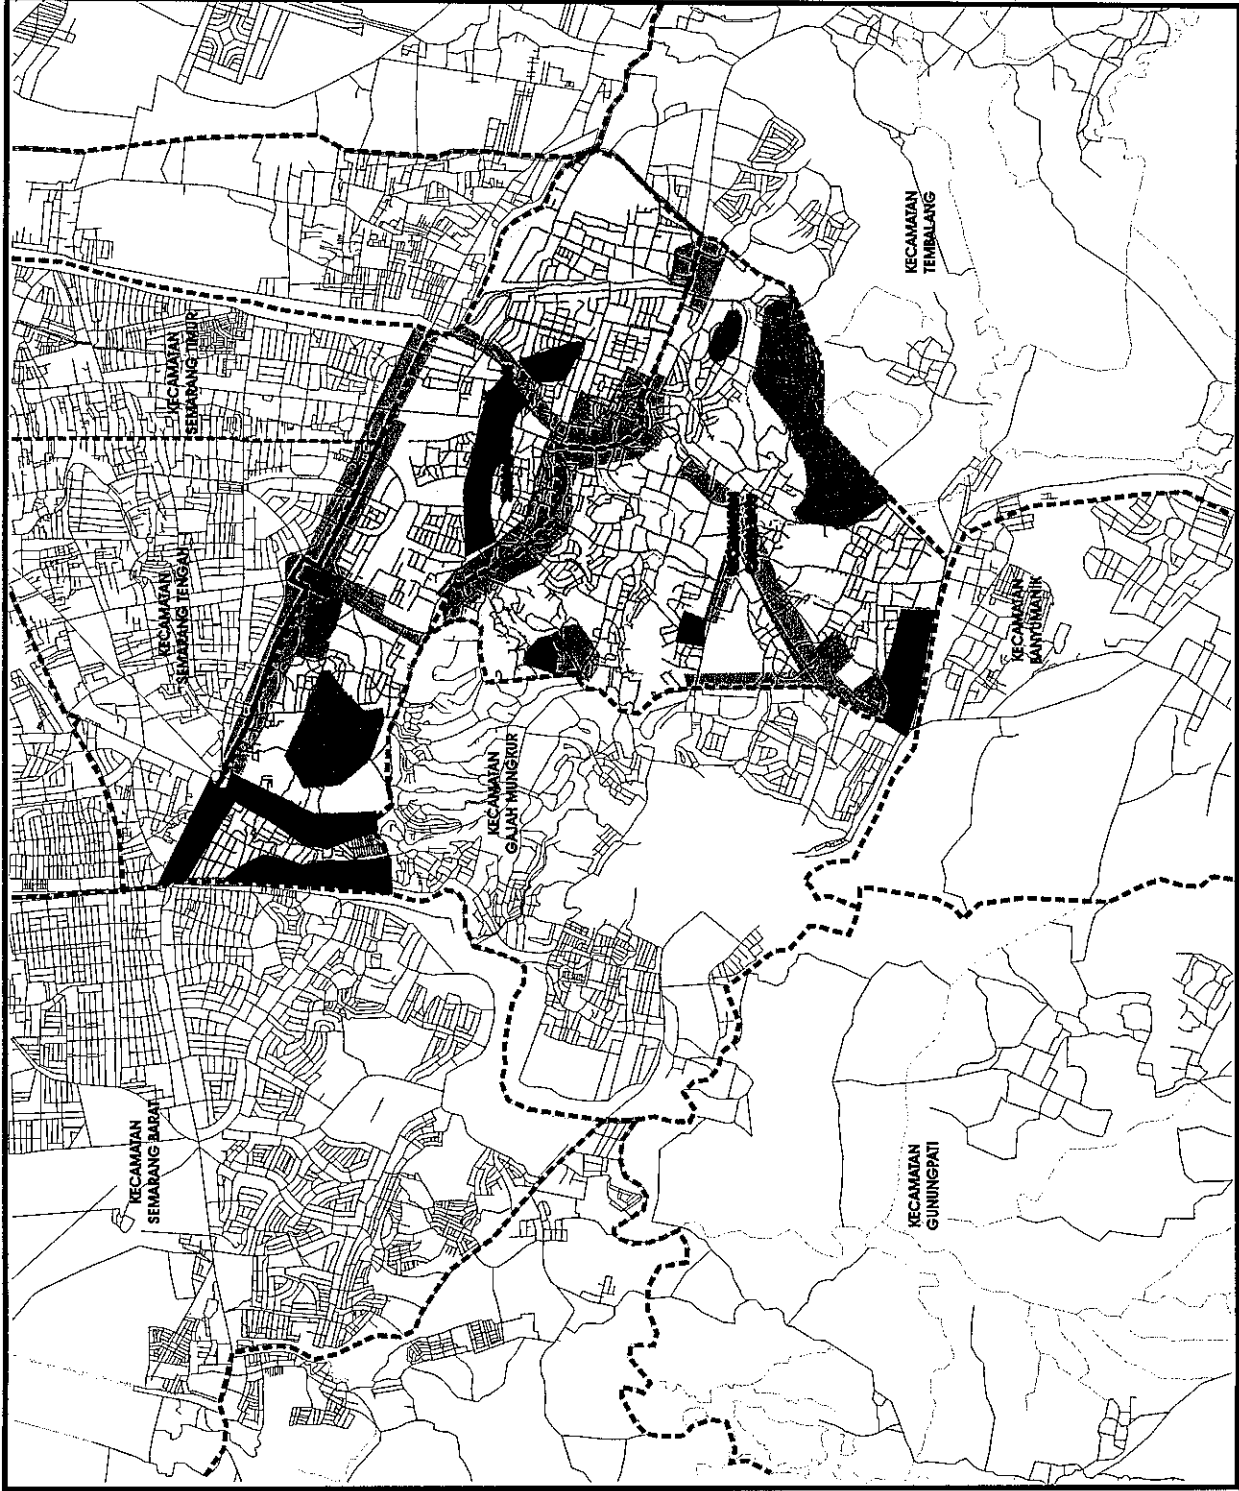 KECAMATAN
SEMARANG BARAT
KECAMATAN
SEMARANG TENGAH
KECAMATAN
SEMARANG TIMUR
KECAMATAN
GAJAH MUNGKUR
KECAMATAN
GUNUNGPATI
KECAMATAN
BANYUMANIK
KECAMATAN
TEMBALANG